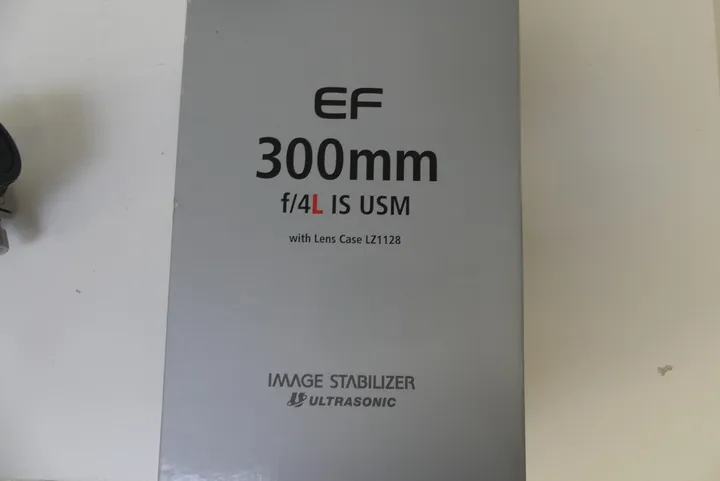 EF
300mm
f/4L IS USM
with Lens Case LZ1128
IMAGE STABILIZER
ULTRASONIC